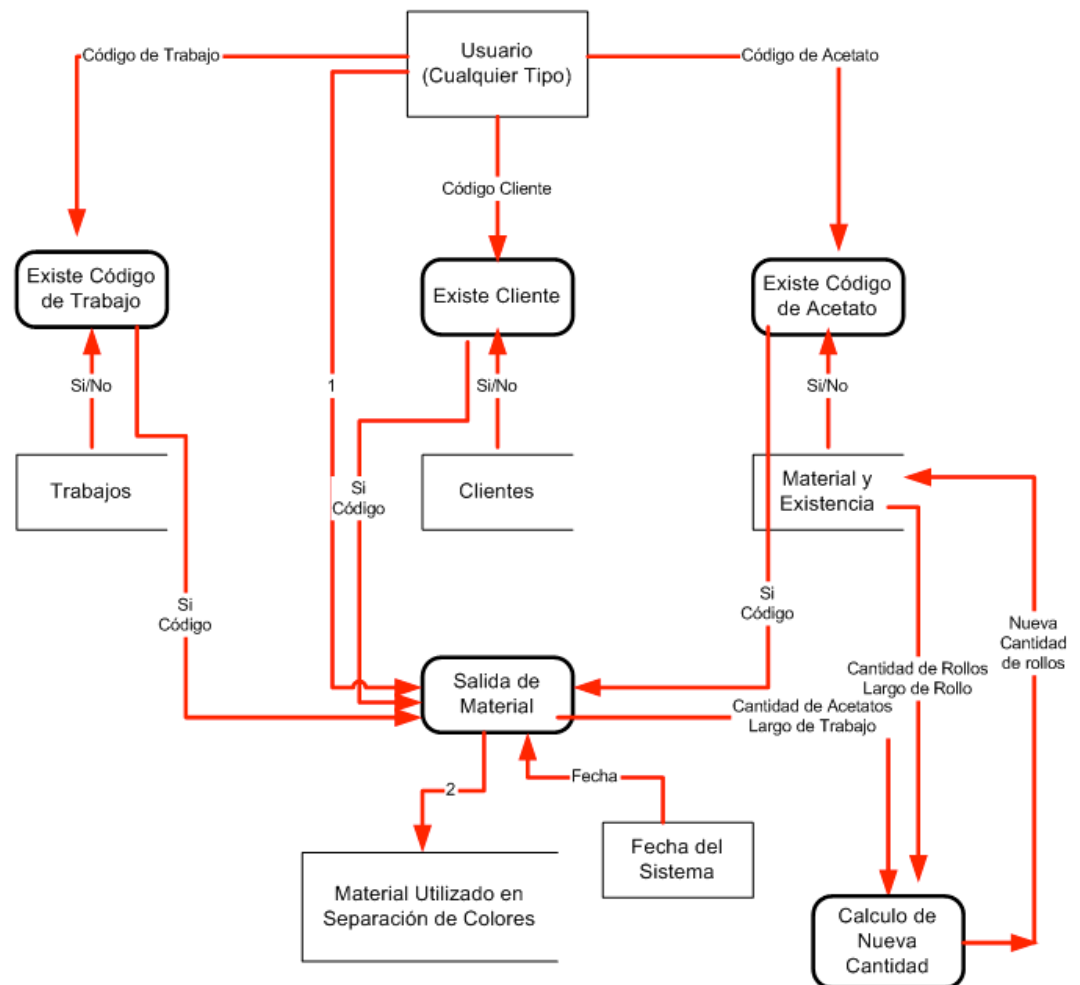 Usuario
(Cualquier Tipo)
Código de Trabajo
Código de Acetato
Código Cliente
Existe Código
de Trabajo
Existe Cliente
Existe Código
de Acetato
Si/No
1
Si/No
Si/No
Trabajos
Clientes
Material y
Existencia
Si
Código
Si
Código
Si
Código
Nueva
Cantidad
de rollos
Cantidad de Rollos
Largo de Rollo
Salida de
Material
Cantidad de Acetatos
Largo de Trabajo
2
Fecha
Fecha del
Sistema
Material Utilizado en
Separación de Colores
Calculo de
Nueva
Cantidad